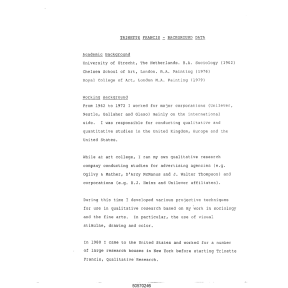 TRINETTE FRANCIS - BACKGROUND DATA
Academic Background
University of Utrecht, The Netherlands. M.A. Sociology (1962)
Chelsea School of Art, London. B.A. Painting (1976)
Royal College of Art, London M.A. Painting (1979)
Working Background
From 1962 to 1972 I worked for major corporations (Unilever,
Nestle, Colgate) and mainly on the international
side. I was responsible for conducting qualitative and
quantitative studies in the United Kingdom, Europe and the
United States.
While at art college, I ran my own qualitative research
company conducting studies for advertising agencies (e.g.
Ogilvy & Mather, D'Arcy McManus and J. Walter Thompson) and
corporations (e.g. and Unilever affiliates).
During this time I developed various projective techniques
for use in qualitative research based on my work in sociology
and the fine arts. In particular, the use of visual
stimulus, drawing and color.
In 1980 I came to the United States and worked for a number
of large research houses in New York before starting Trinette
Francis, Qualitative Research.